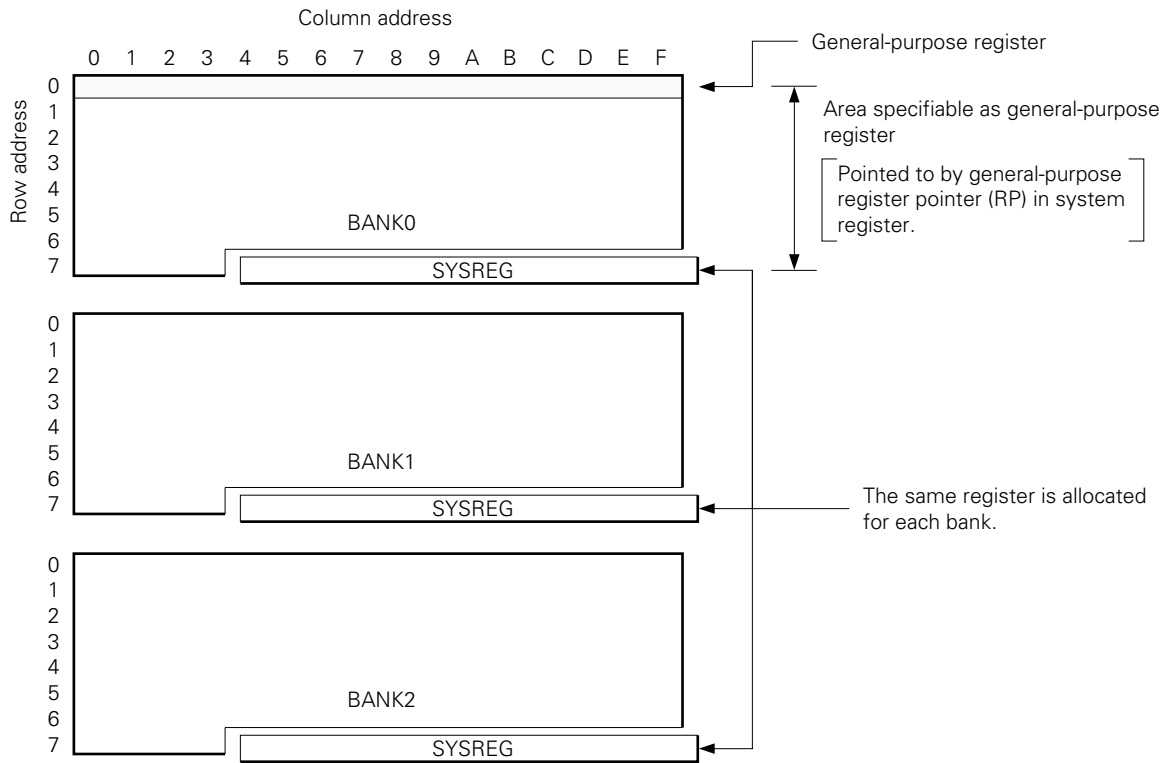 Column address
0 1 2 3 4 5 6 7 8 9 A B C D E F
General-purpose register
Row address
0
1
2
3
4
5
6
7
BANK0
SYSREG
Area specifiable as general-purpose
register
Pointed to by general-purpose
register pointer (RP) in system
register.
0
1
2
3
4
5
6
7
BANK1
SYSREG
The same register is allocated
for each bank.
0
1
2
3
4
5
6
7
BANK2
SYSREG